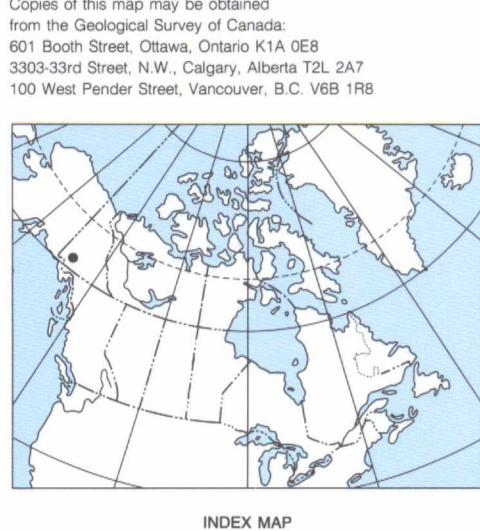 Copies of this map may be obtained
from the Geological Survey of Canada:
601 Booth Street, Ottawa, Ontario K1A 0E8
3303-33rd Street, N.W., Calgary, Alberta T2L 2A7
100 West Pender Street, Vancouver, B.C. V6B 1R8
INDEX MAP